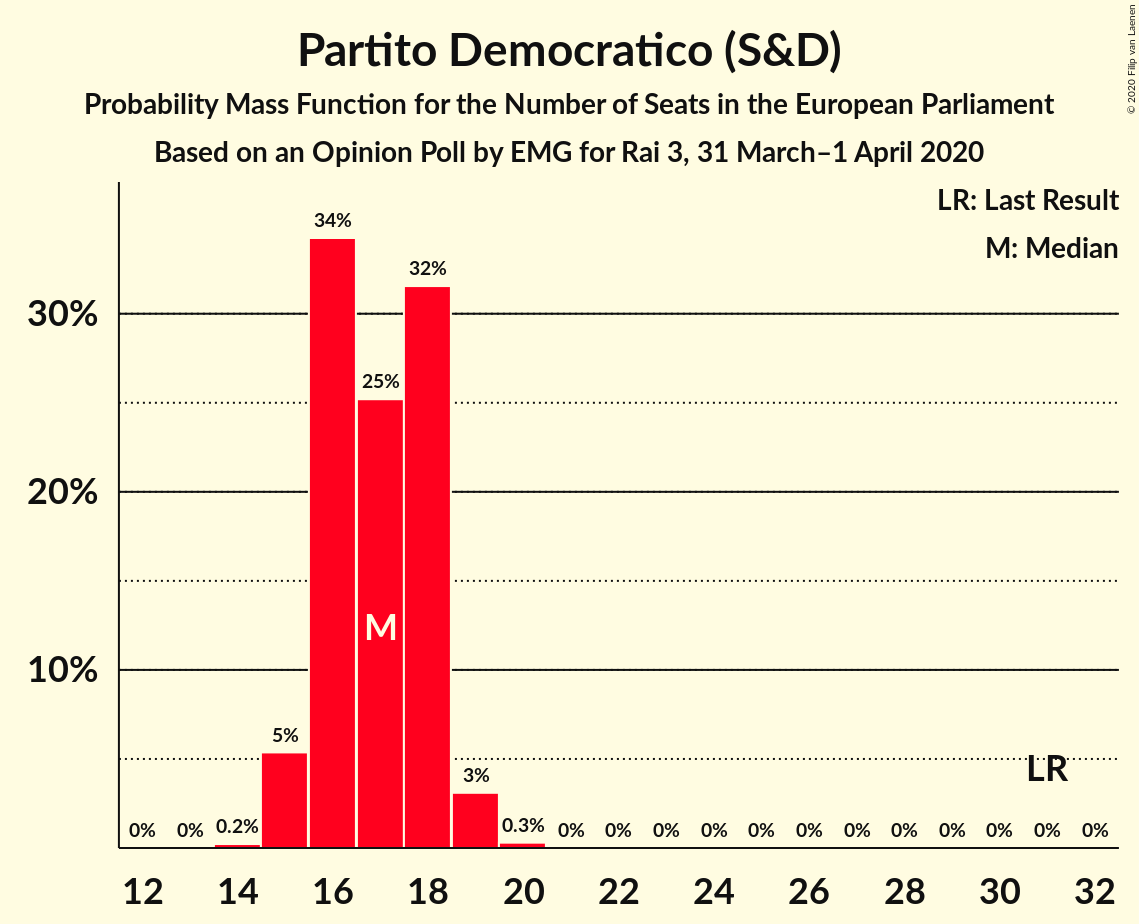 Partito Democratico (S&D)
Probability Mass Function for the Number of Seats in the European Parliament
Based on an Opinion Poll by EMG for Rai 3, 31 March–1 April 2020
© 2020 Filip van Laenen
LR: Last Result
M: Median
34%
32%
30%
25%
20%
M
10%
5%
3%
LR
0% 0% 0.2% 0.3% 0% 0% 0% 0% 0% 0% 0% 0% 0% 0% 0% 0%
12 14 16 18 20 22 24 26 28 30 32